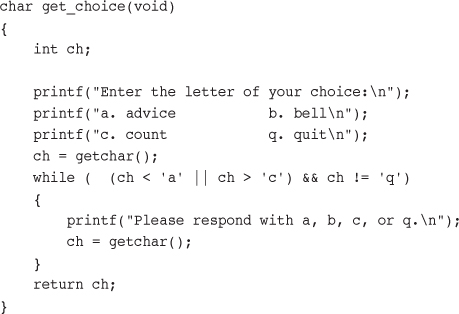 char get_choice(void)
{
    int ch;

    printf("Enter the letter of your choice:\n");
    printf("a. advice           b. bell\n");
    printf("c. count            q. quit\n");
    ch = getchar();
    while (  (ch < 'a' || ch > 'c') && ch != 'q')
    {
        printf("Please respond with a, b, c, or q.\n");
        ch = getchar();
    }
    return ch;
}